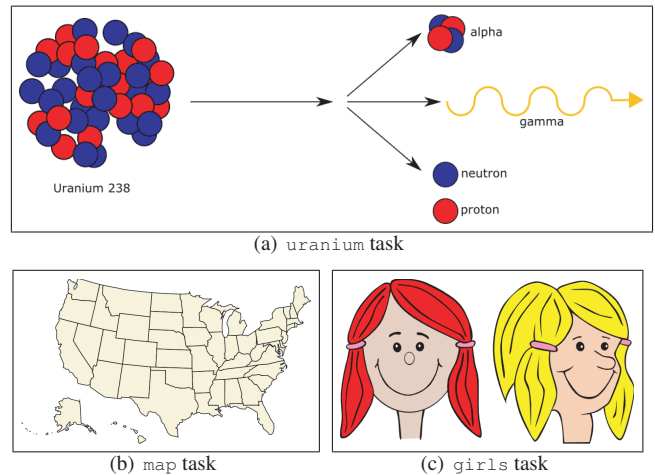 alpha
gamma
neutron
Uranium 238
proton
(a) uranium task
(b) map task
(c) girls task